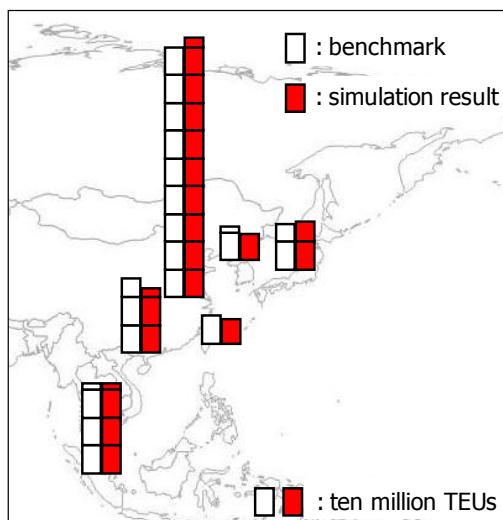 : benchmark
: simulation result
: ten million TEUs